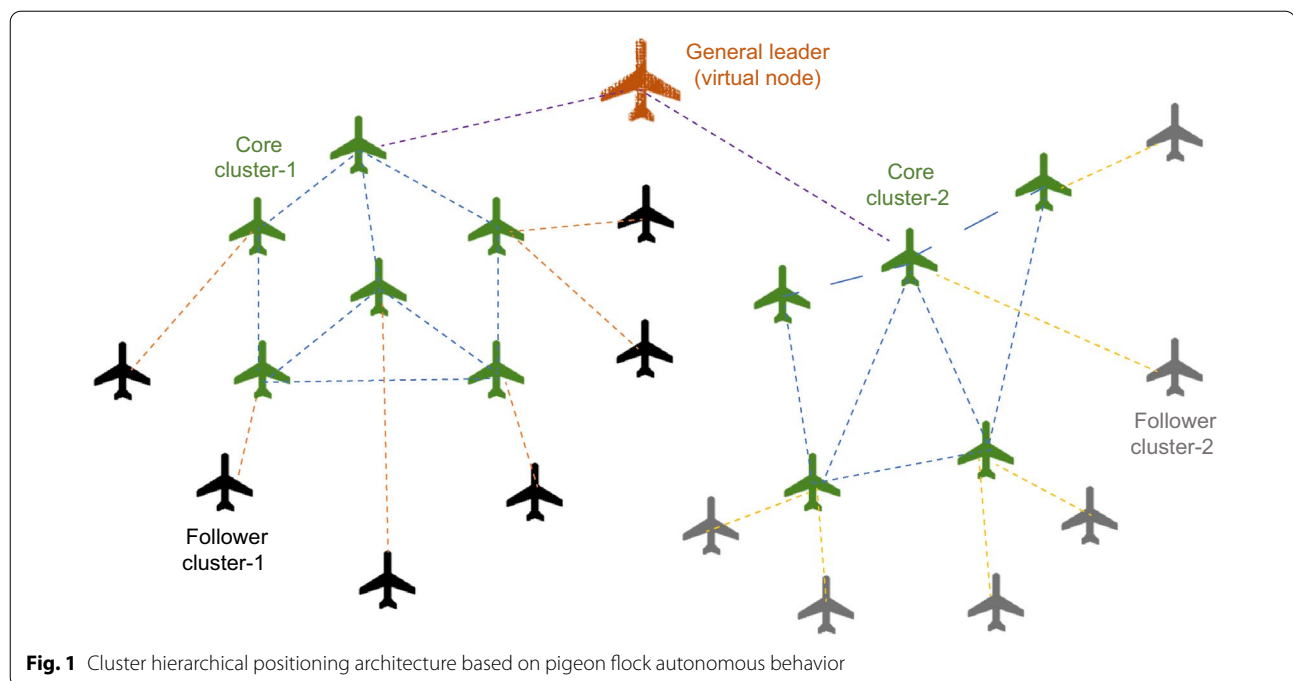 General leader
(virtual node)
Core
cluster-1
Core
cluster-2
Follower
cluster-2
Follower
cluster-1
Fig. 1 Cluster hierarchical positioning architecture based on pigeon flock autonomous behavior